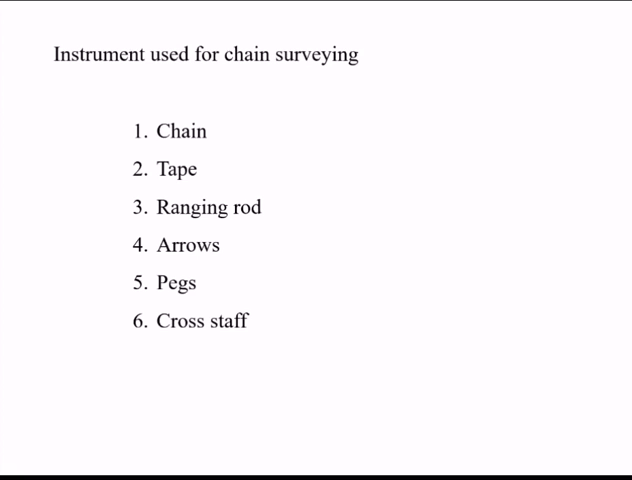 Instrument used for chain surveying
1. Chain
2. Tape
3. Ranging rod
4. Arrows
5. Pegs
6. Cross staff